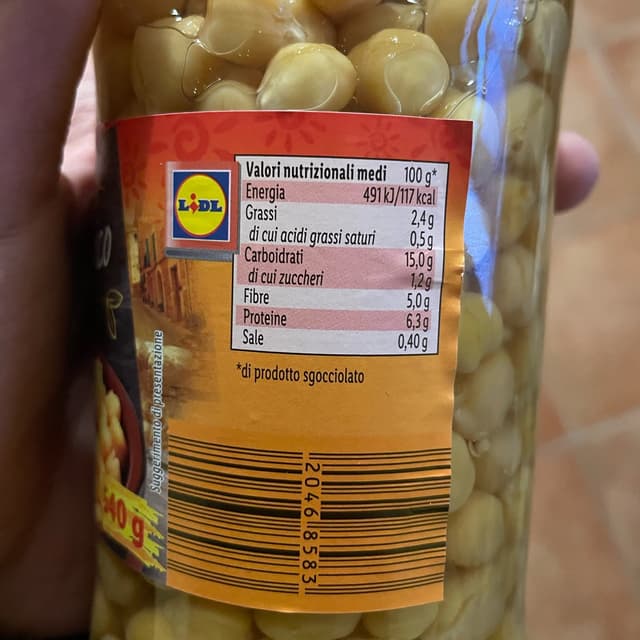 LIDL
Valori nutrizionali medi 100 g*
Energia 491 kJ/117 kcal
Grassi 2,4 g
di cui acidi grassi saturi 0,5 g
Carboidrati 15,0 g
di cui zuccheri 1,2 g
Fibre 5,0 g
Proteine 6,3 g
Sale 0,40 g
*di prodotto sgocciolato
Suggerimento di presentazione
540 g
20468583